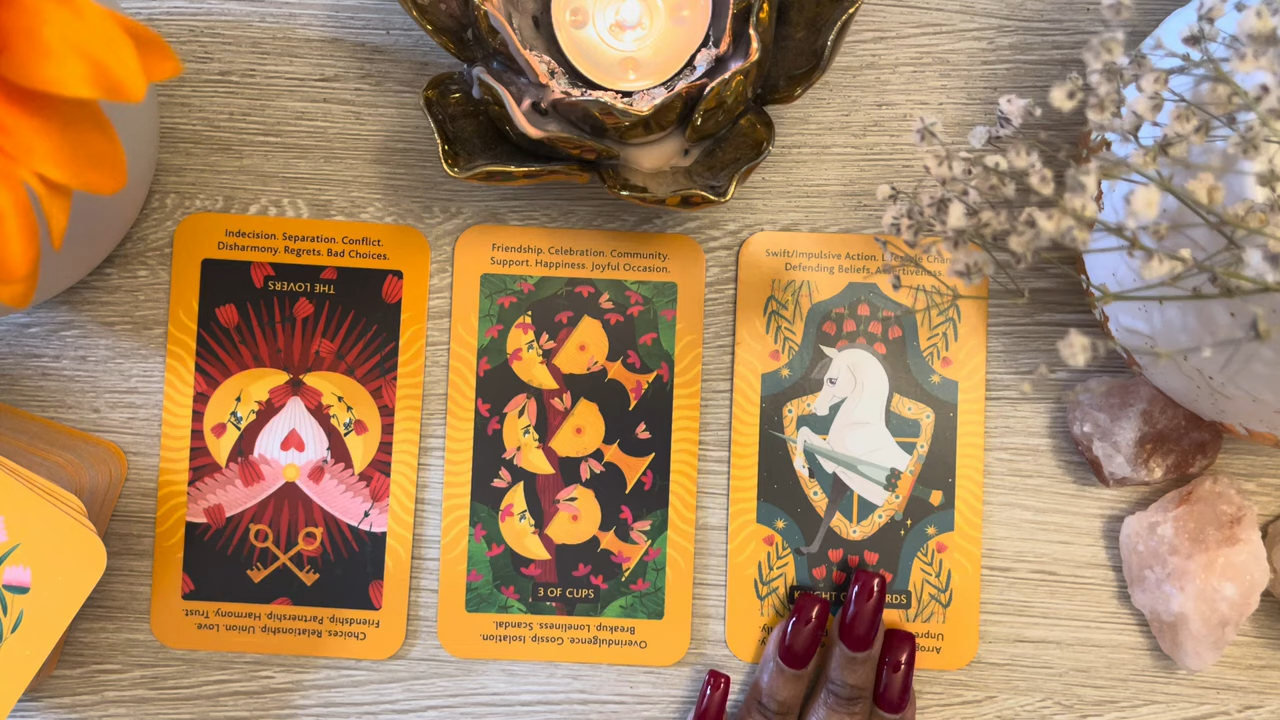 Indecision. Separation. Conflict.
Disharmony. Regrets. Bad Choices.
THE LOVERS
Choices. Relationship. Union. Love.
Friendship. Partnership. Harmony. Trust.
Friendship. Celebration. Community.
Support. Happiness. Joyful Occasion.
3 OF CUPS
Overindulgence. Gossip. Isolation.
Breakup. Loneliness. Scandal.
Swift/Impulsive Action.
Defending Beliefs. Assertiveness.